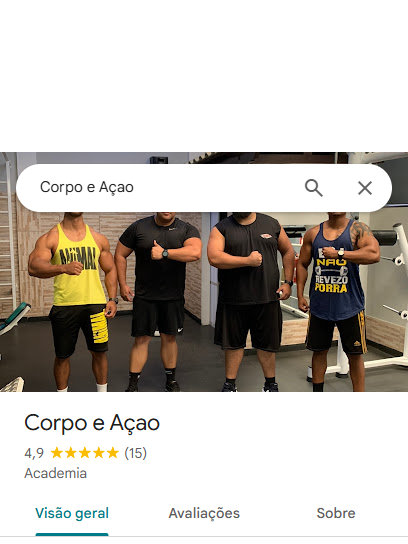 Corpo e Açao
ANIMAL
NÃO
REVEZO
PORRA
Corpo e Açao
4,9 (15)
Academia
Visão geral
Avaliações
Sobre